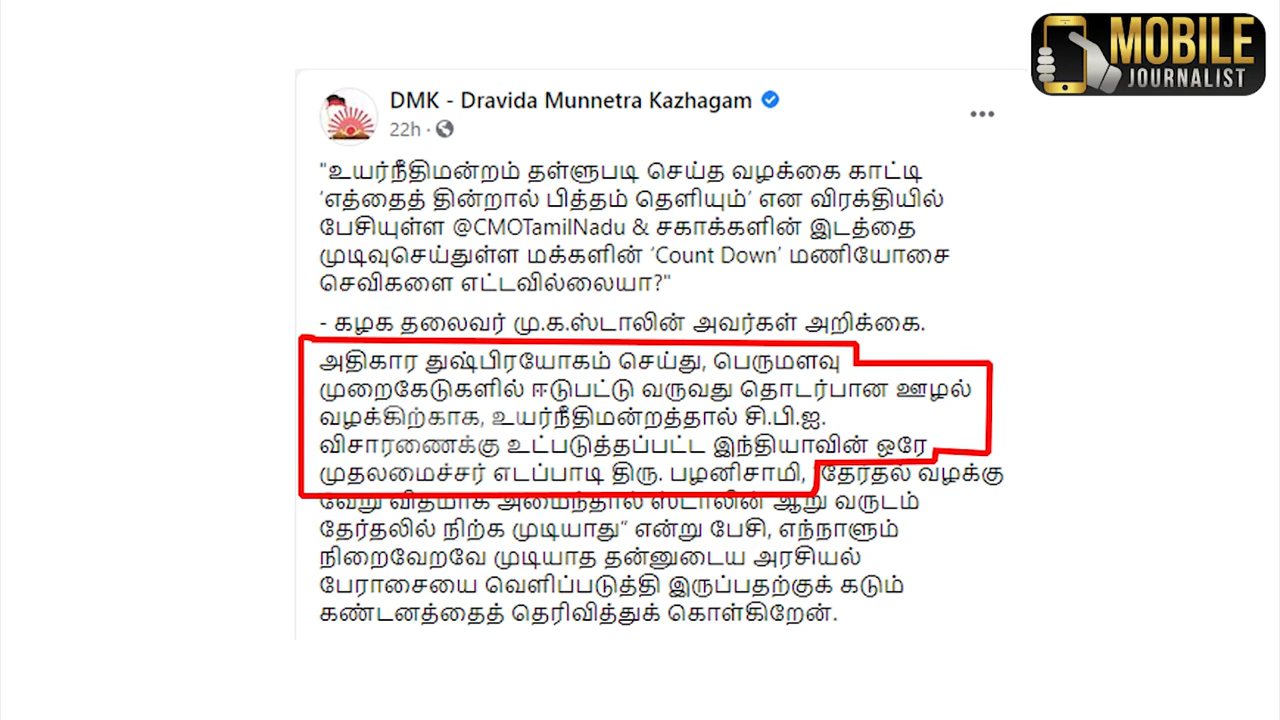 MOBILE
JOURNALIST
DMK - Dravida Munnetra Kazhagam
22h ·
"உயர்நீதிமன்றம் தள்ளுபடி செய்த வழக்கை காட்டி
‘எத்தைத் தின்றால் பித்தம் தெளியும்’ என விரக்தியில்
பேசியுள்ள @CMOTamilNadu & சகாக்களின் இடத்தை
முடிவுசெய்துள்ள மக்களின் ‘Count Down’ மணியோசை
செவிகளை எட்டவில்லையா?"
- கழக தலைவர் மு.க.ஸ்டாலின் அவர்கள் அறிக்கை.
அதிகார துஷ்பிரயோகம் செய்து, பெருமளவு
முறைகேடுகளில் ஈடுபட்டு வருவது தொடர்பான ஊழல்
வழக்கிற்காக, உயர்நீதிமன்றத்தால் சி.பி.ஐ.
விசாரணைக்கு உட்படுத்தப்பட்ட இந்தியாவின் ஒரே
முதலமைச்சர் எடப்பாடி திரு. பழனிசாமி, “தேர்தல் வழக்கு
வேறு விதமாக அமைந்தால் ஸ்டாலின் ஆறு வருடம்
தேர்தலில் நிற்க முடியாது“ என்று பேசி, எந்நாளும்
நிறைவேறவே முடியாத தன்னுடைய அரசியல்
பேராசையை வெளிப்படுத்தி இருப்பதற்குக் கடும்
கண்டனத்தைத் தெரிவித்துக் கொள்கிறேன்.